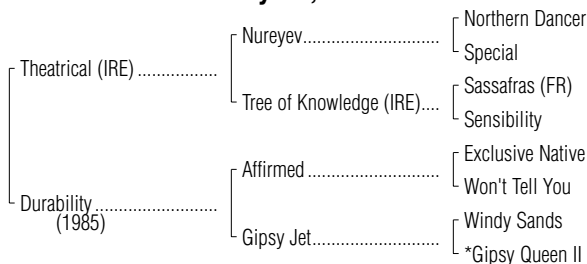 Northern Dancer
Nureyev
Special
Theatrical (IRE)
Sassafras (FR)
Tree of Knowledge (IRE)
Sensibility
Exclusive Native
Affirmed
Won't Tell You
Durability
(1985)
Windy Sands
Gipsy Jet
*Gipsy Queen II